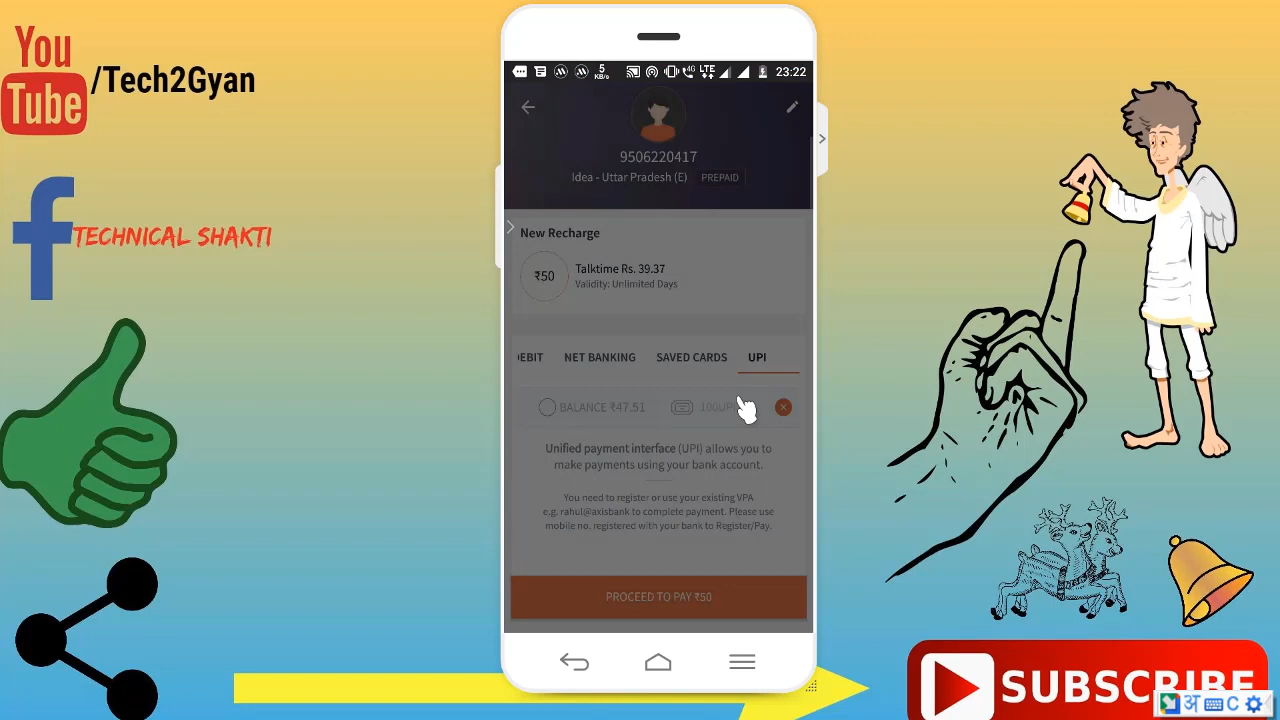 You
Tube
/Tech2Gyan
TECHNICAL SHAKTI
5
KB/s
4G
LTE
23:22
9506220417
Idea - Uttar Pradesh (E)
PREPAID
New Recharge
₹50
Talktime Rs. 39.37
Validity: Unlimited Days
EBIT
NET BANKING
SAVED CARDS
UPI
BALANCE ₹47.51
Unified payment interface (UPI) allows you to
make payments using your bank account.
You need to register or use your existing VPA
e.g. rahul@axisbank to complete payment. Please use
mobile no. registered with your bank to Register/Pay.
PROCEED TO PAY ₹50
SUBSCRIBE
अ
C